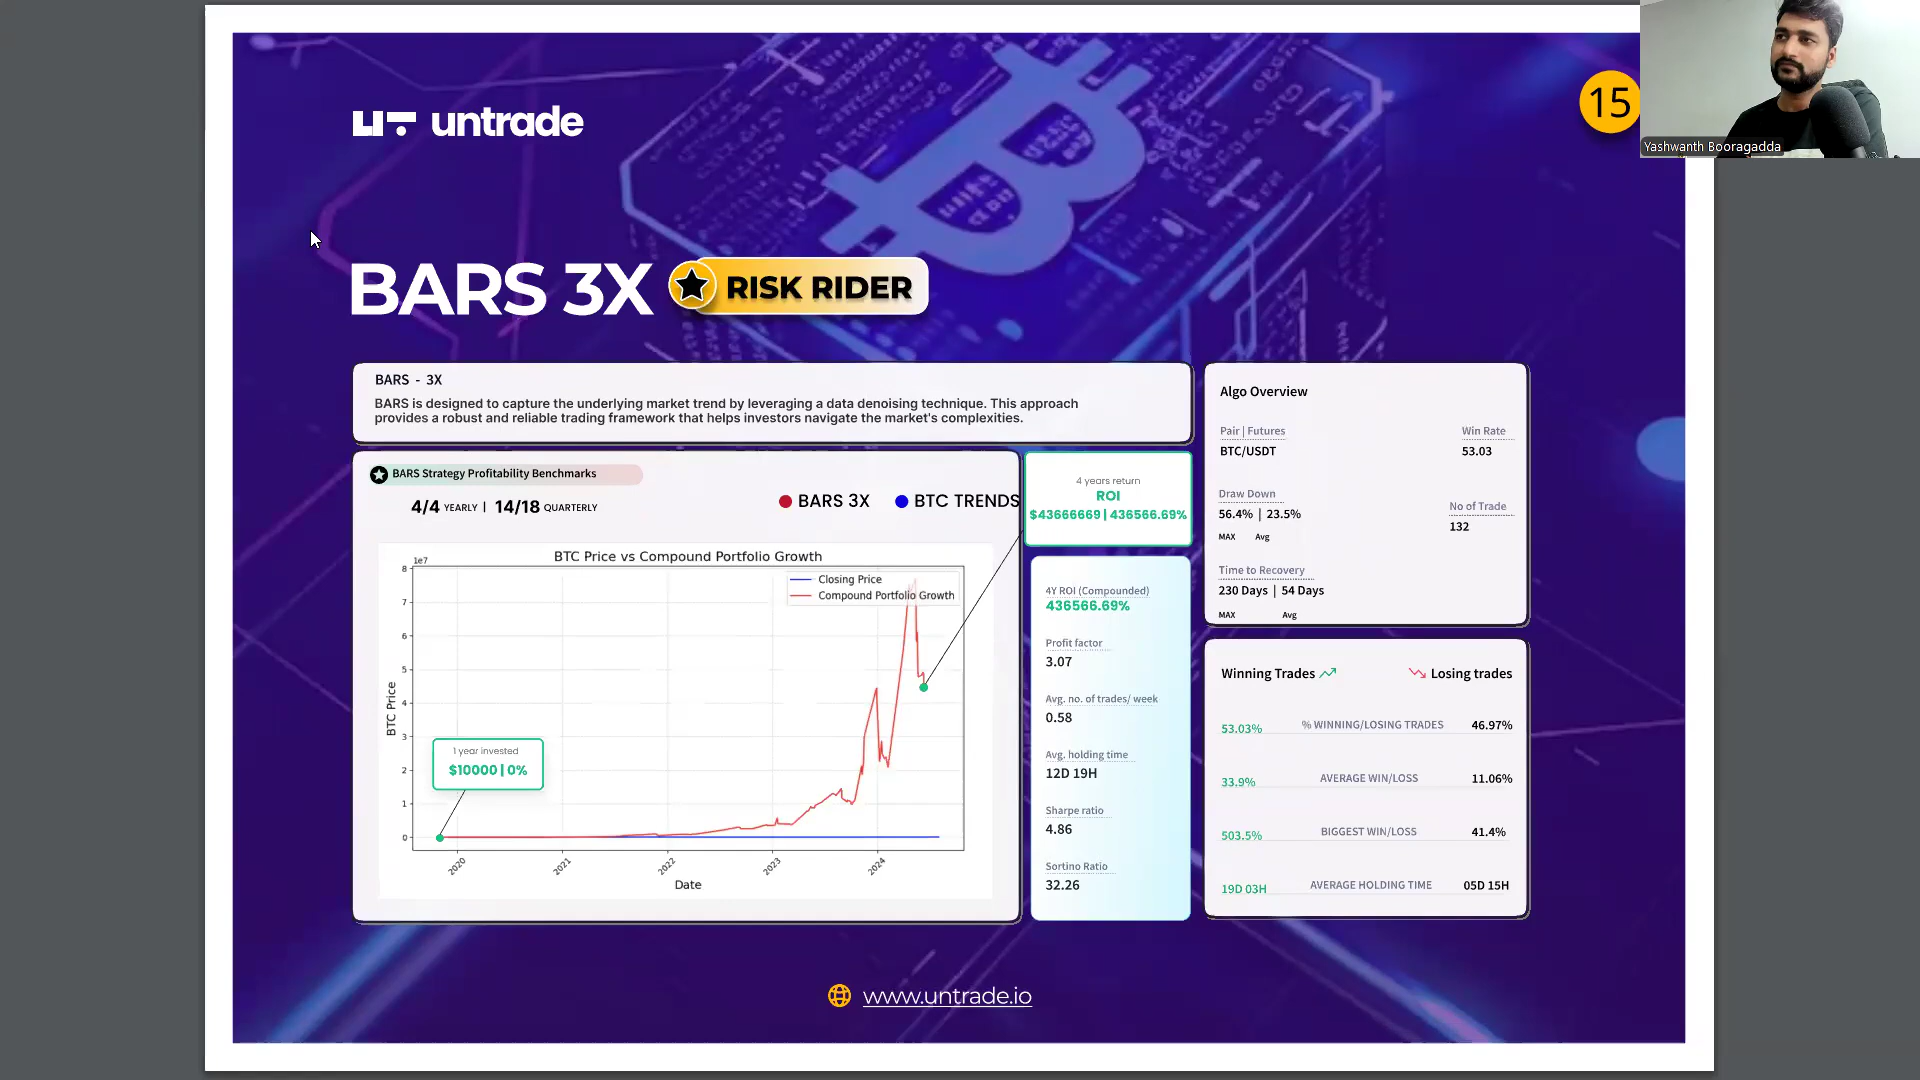 untrade
15
Yashwanth Booragadda
BARS 3X RISK RIDER
BARS - 3X
BARS is designed to capture the underlying market trend by leveraging a data denoising technique. This approach
provides a robust and reliable trading framework that helps investors navigate the market's complexities.
BARS Strategy Profitability Benchmarks
4/4 YEARLY | 14/18 QUARTERLY
BARS 3X BTC TRENDS
BTC Price vs Compound Portfolio Growth
1e7
Closing Price
Compound Portfolio Growth
8
7
6
5
4
3
2
1
0
BTC Price
1 year invested
$10000 | 0%
2020 2021 2022 2023 2024
Date
4 years return
ROI
$43666669 | 436566.69%
4Y ROI (Compounded)
436566.69%
Profit factor
3.07
Avg. no. of trades/ week
0.58
Avg. holding time
12D 19H
Sharpe ratio
4.86
Sortino Ratio
32.26
Algo Overview
Pair | Futures Win Rate
BTC/USDT 53.03
Draw Down
56.4% | 23.5%
MAX Avg
No of Trade
132
Time to Recovery
230 Days | 54 Days
MAX Avg
Winning Trades Losing trades
53.03% % WINNING/LOSING TRADES 46.97%
33.9% AVERAGE WIN/LOSS 11.06%
503.5% BIGGEST WIN/LOSS 41.4%
19D 03H AVERAGE HOLDING TIME 05D 15H
www.untrade.io